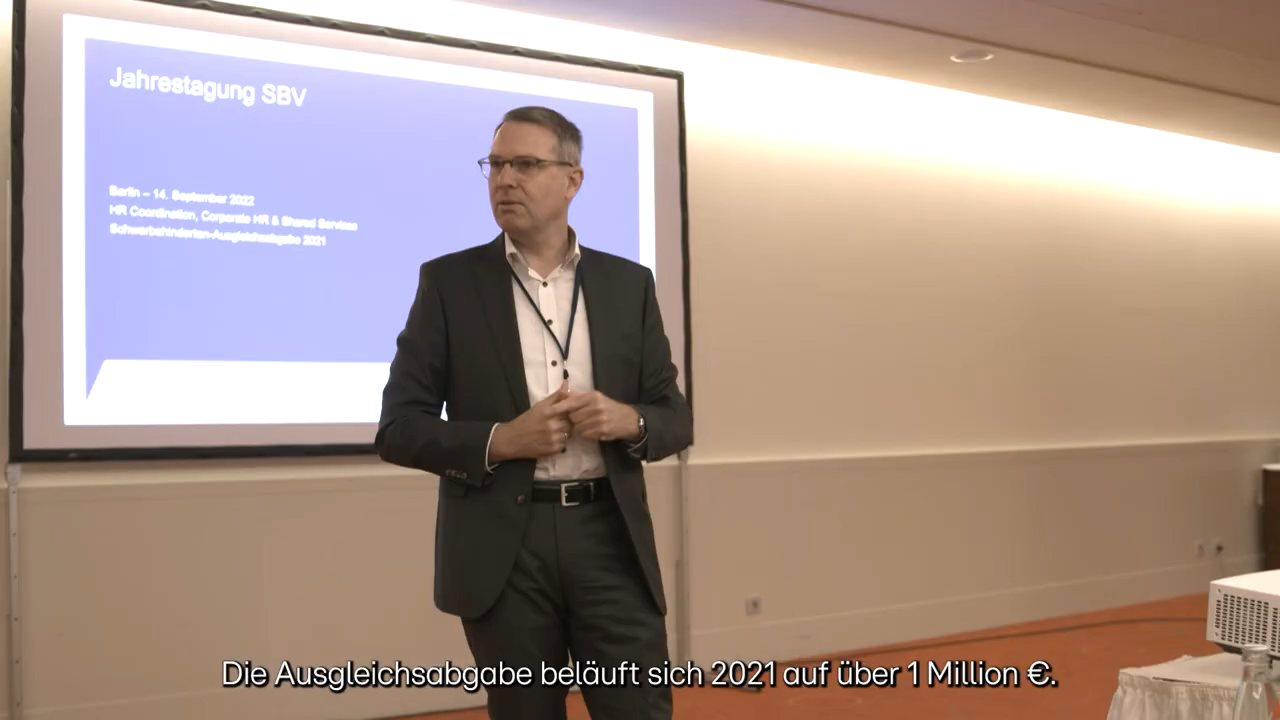 Jahrestagung SBV
Berlin – 14. September 2022
HR Coordination, Corporate HR & Shared Services
Schwerbehinderten-Ausgleichsabgabe 2021
Die Ausgleichsabgabe beläuft sich 2021 auf über 1 Million €.